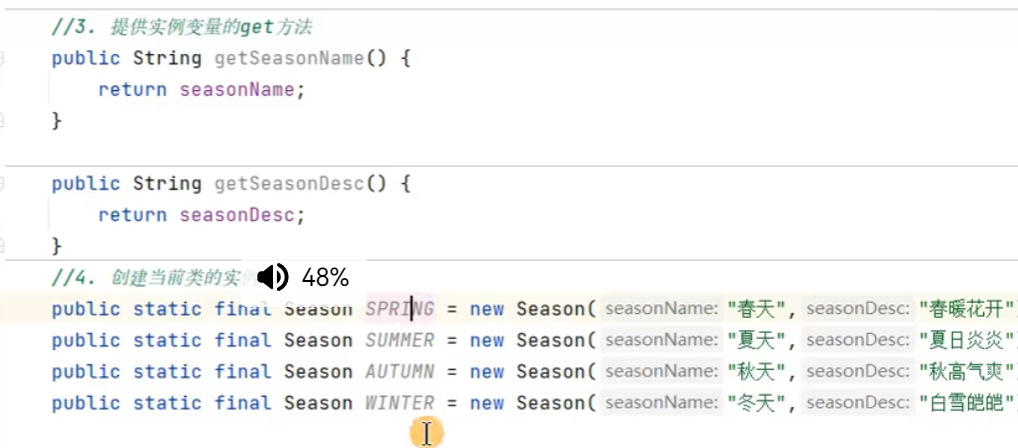 //3. 提供实例变量的get方法
public String getSeasonName() {
return seasonName;
}
public String getSeasonDesc() {
return seasonDesc;
}
//4. 创建当前类的实
48%
public static final Season SPRING = new Season( seasonName: "春天", seasonDesc: "春暖花开"
public static final Season SUMMER = new Season( seasonName: "夏天", seasonDesc: "夏日炎炎"
public static final Season AUTUMN = new Season( seasonName: "秋天", seasonDesc: "秋高气爽"
public static final Season WINTER = new Season( seasonName: "冬天", seasonDesc: "白雪皑皑"